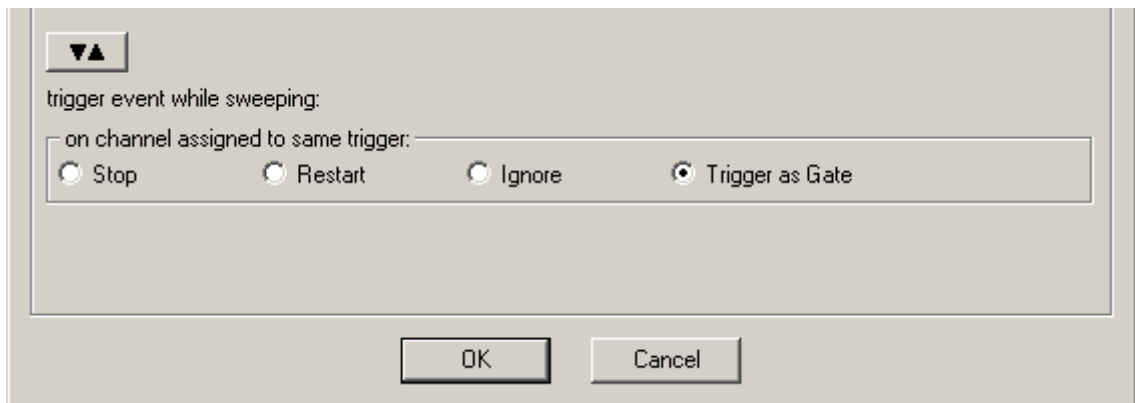 ▼▲
trigger event while sweeping:
on channel assigned to same trigger:
Stop Restart Ignore Trigger as Gate
OK Cancel